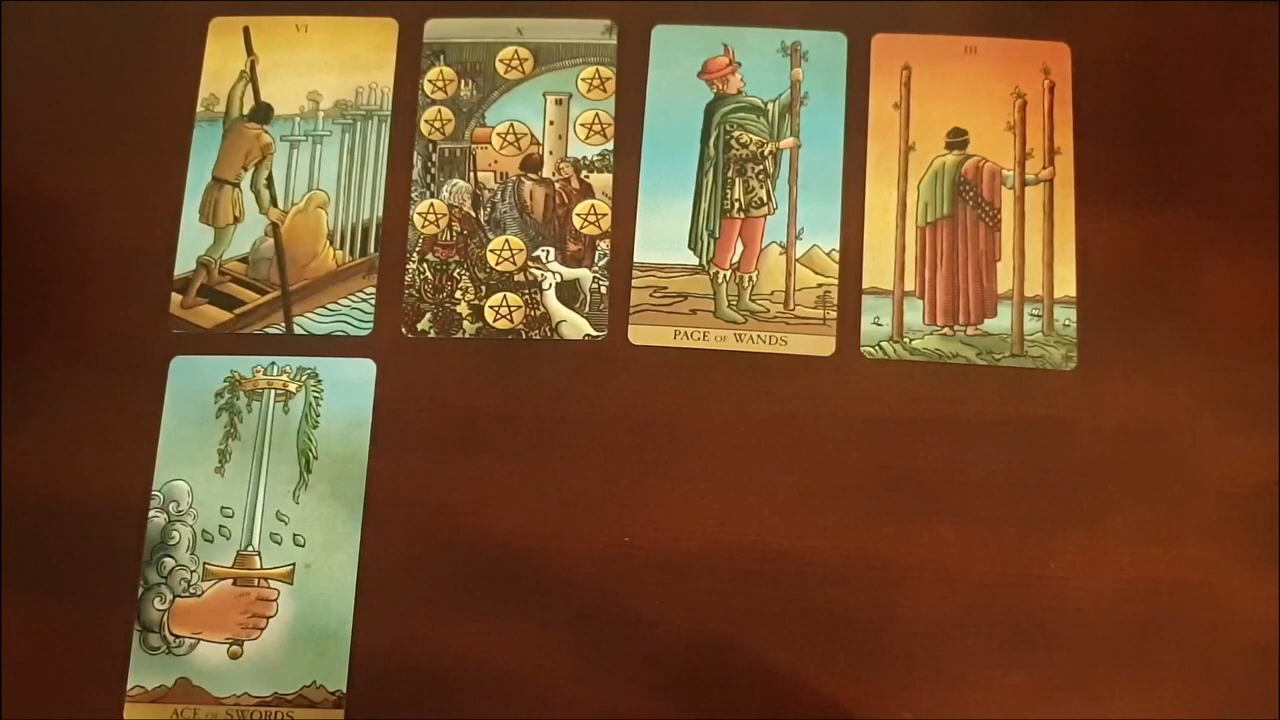 VI
X
PAGE OF WANDS
III
ACE OF SWORDS